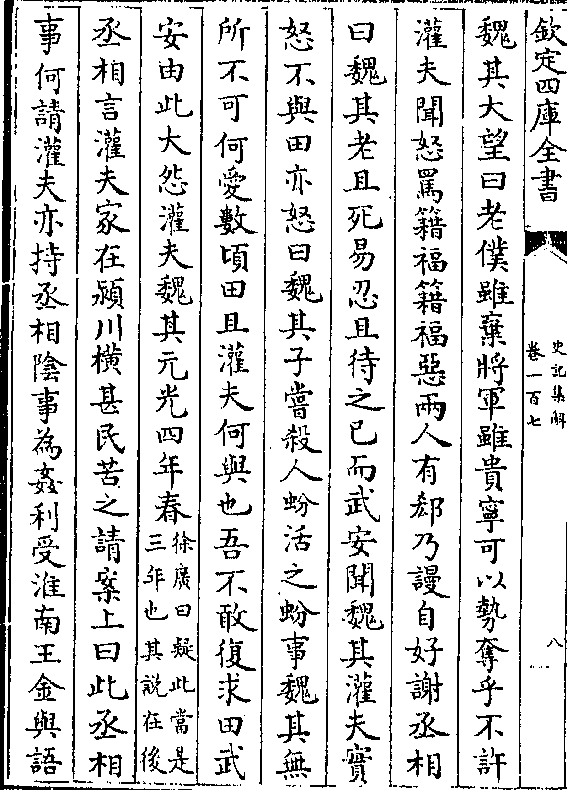 欽定四庫全書
史記集解
卷一百七
八
魏其大望曰老僕雖棄將軍雖貴寧可以勢奪乎不許
灌夫聞怒罵籍福籍福惡兩人有郄乃謾自好謝丞相
曰魏其老且死易忍且待之已而武安聞魏其灌夫實
怒不與田亦怒曰魏其子嘗殺人蚡活之蚡事魏其無
所不可何愛數頃田且灌夫何與也吾不敢復求田武
安由此大怨灌夫魏其元光四年春
徐廣曰疑此當是
三年也其說在後
丞相言灌夫家在潁川橫甚民苦之請案上曰此丞相
事何請灌夫亦持丞相陰事為姦利受淮南王金與語